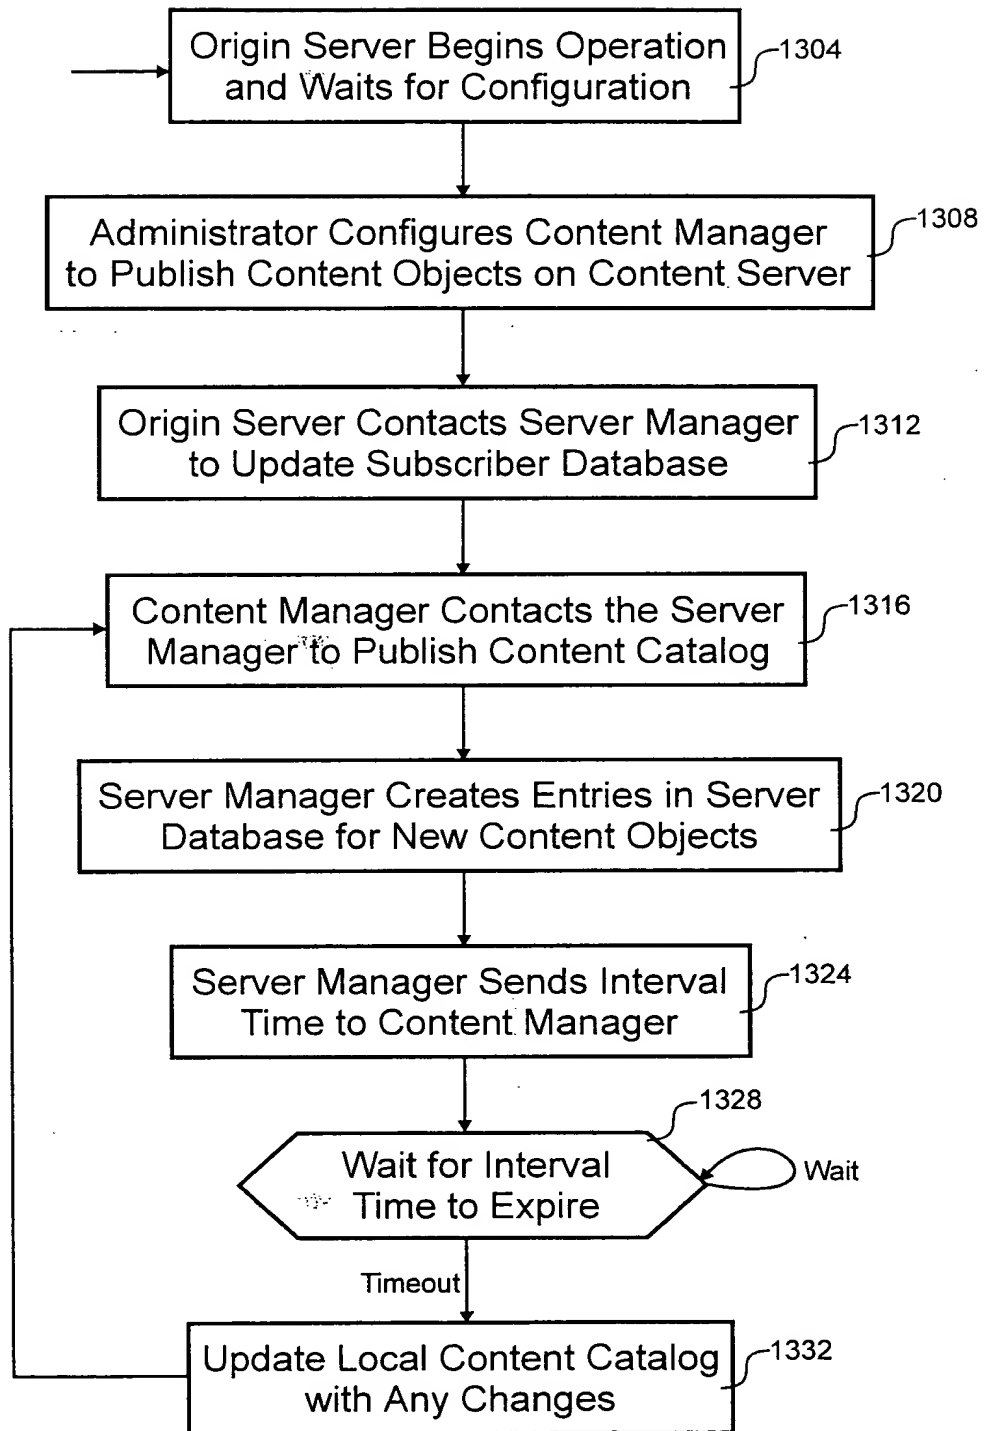 Origin Server Begins Operation
and Waits for Configuration
1304
Administrator Configures Content Manager
to Publish Content Objects on Content Server
1308
Origin Server Contacts Server Manager
to Update Subscriber Database
1312
Content Manager Contacts the Server
Manager to Publish Content Catalog
1316
Server Manager Creates Entries in Server
Database for New Content Objects
1320
Server Manager Sends Interval
Time to Content Manager
1324
1328
Wait for Interval
Time to Expire
Wait
Timeout
Update Local Content Catalog
with Any Changes
1332